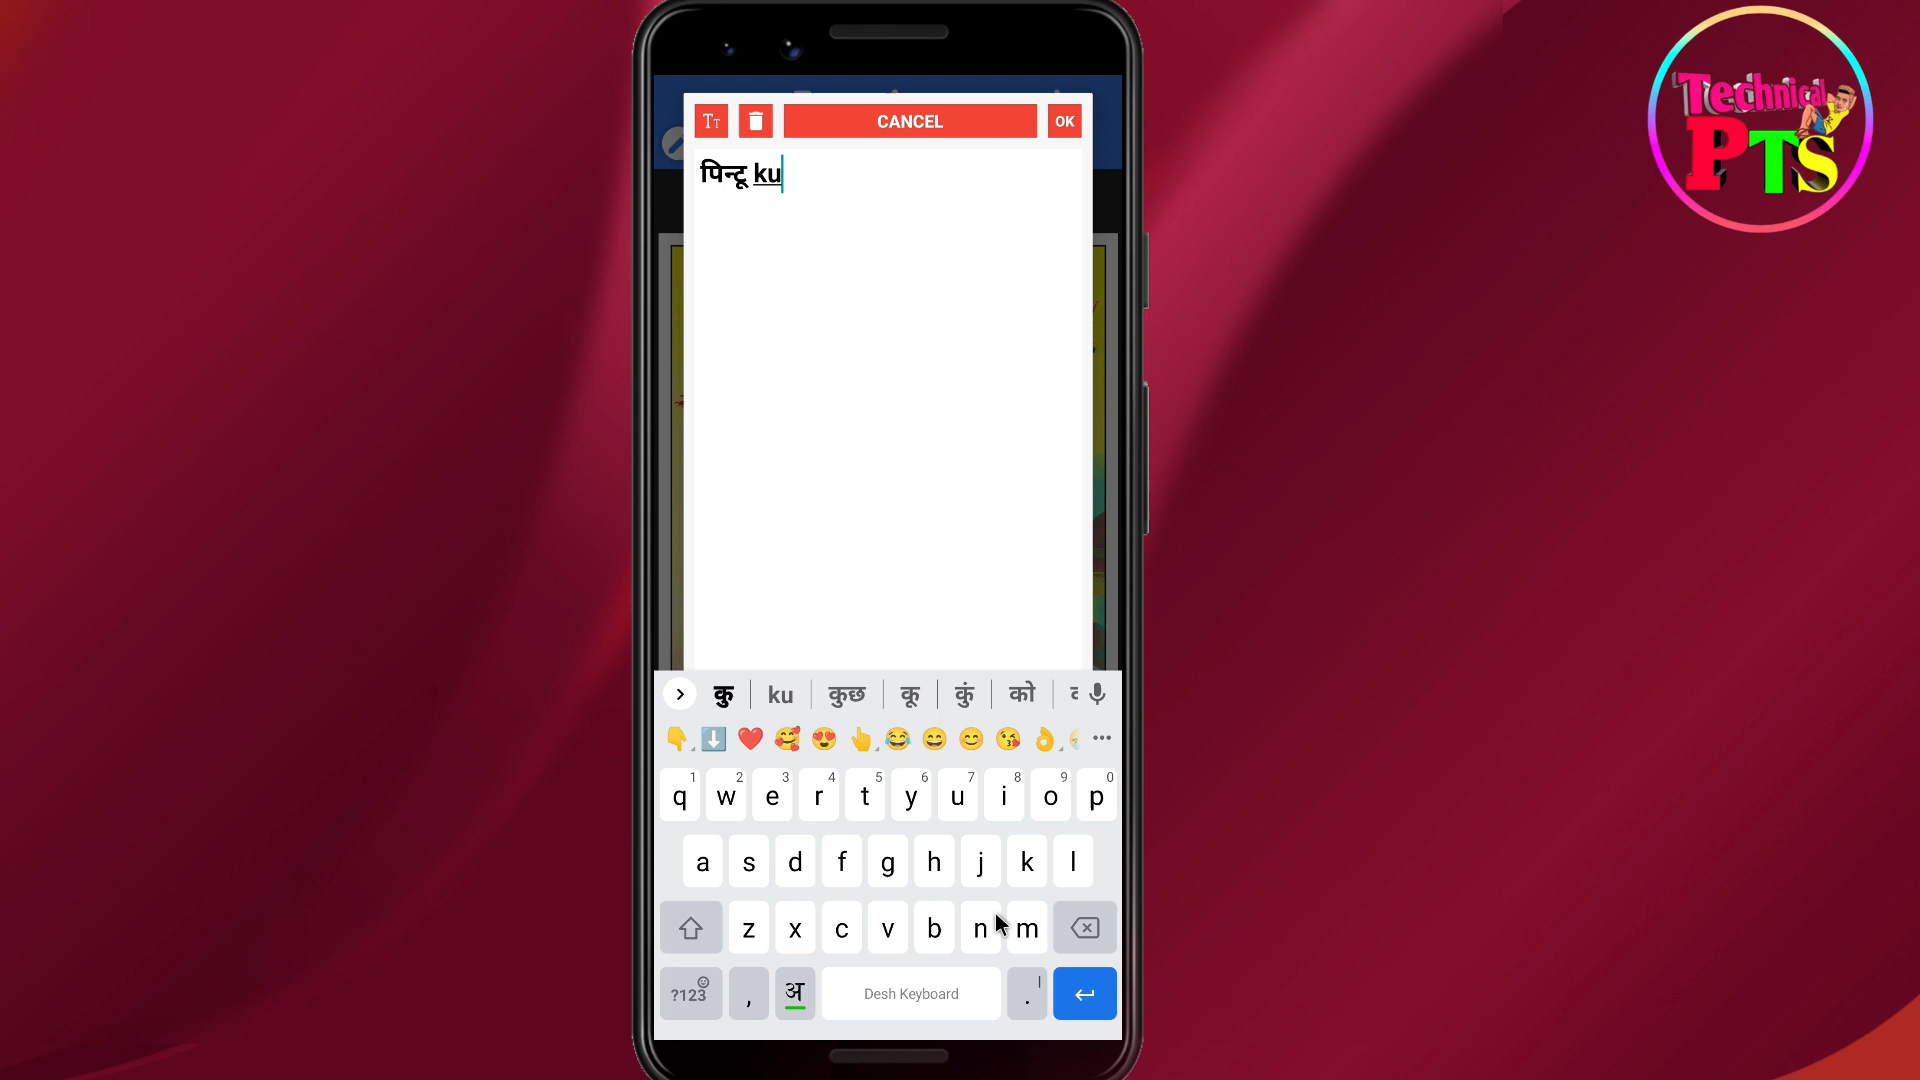 Technical
PTS
TT
CANCEL
OK
पिन्टू ku
कु
ku
कुछ
कू
कुं
को
q 1 w 2 e 3 r 4 t 5 y 6 u 7 i 8 o 9 p 0
a s d f g h j k l
z x c v b n m
?123 , अ Desh Keyboard . |